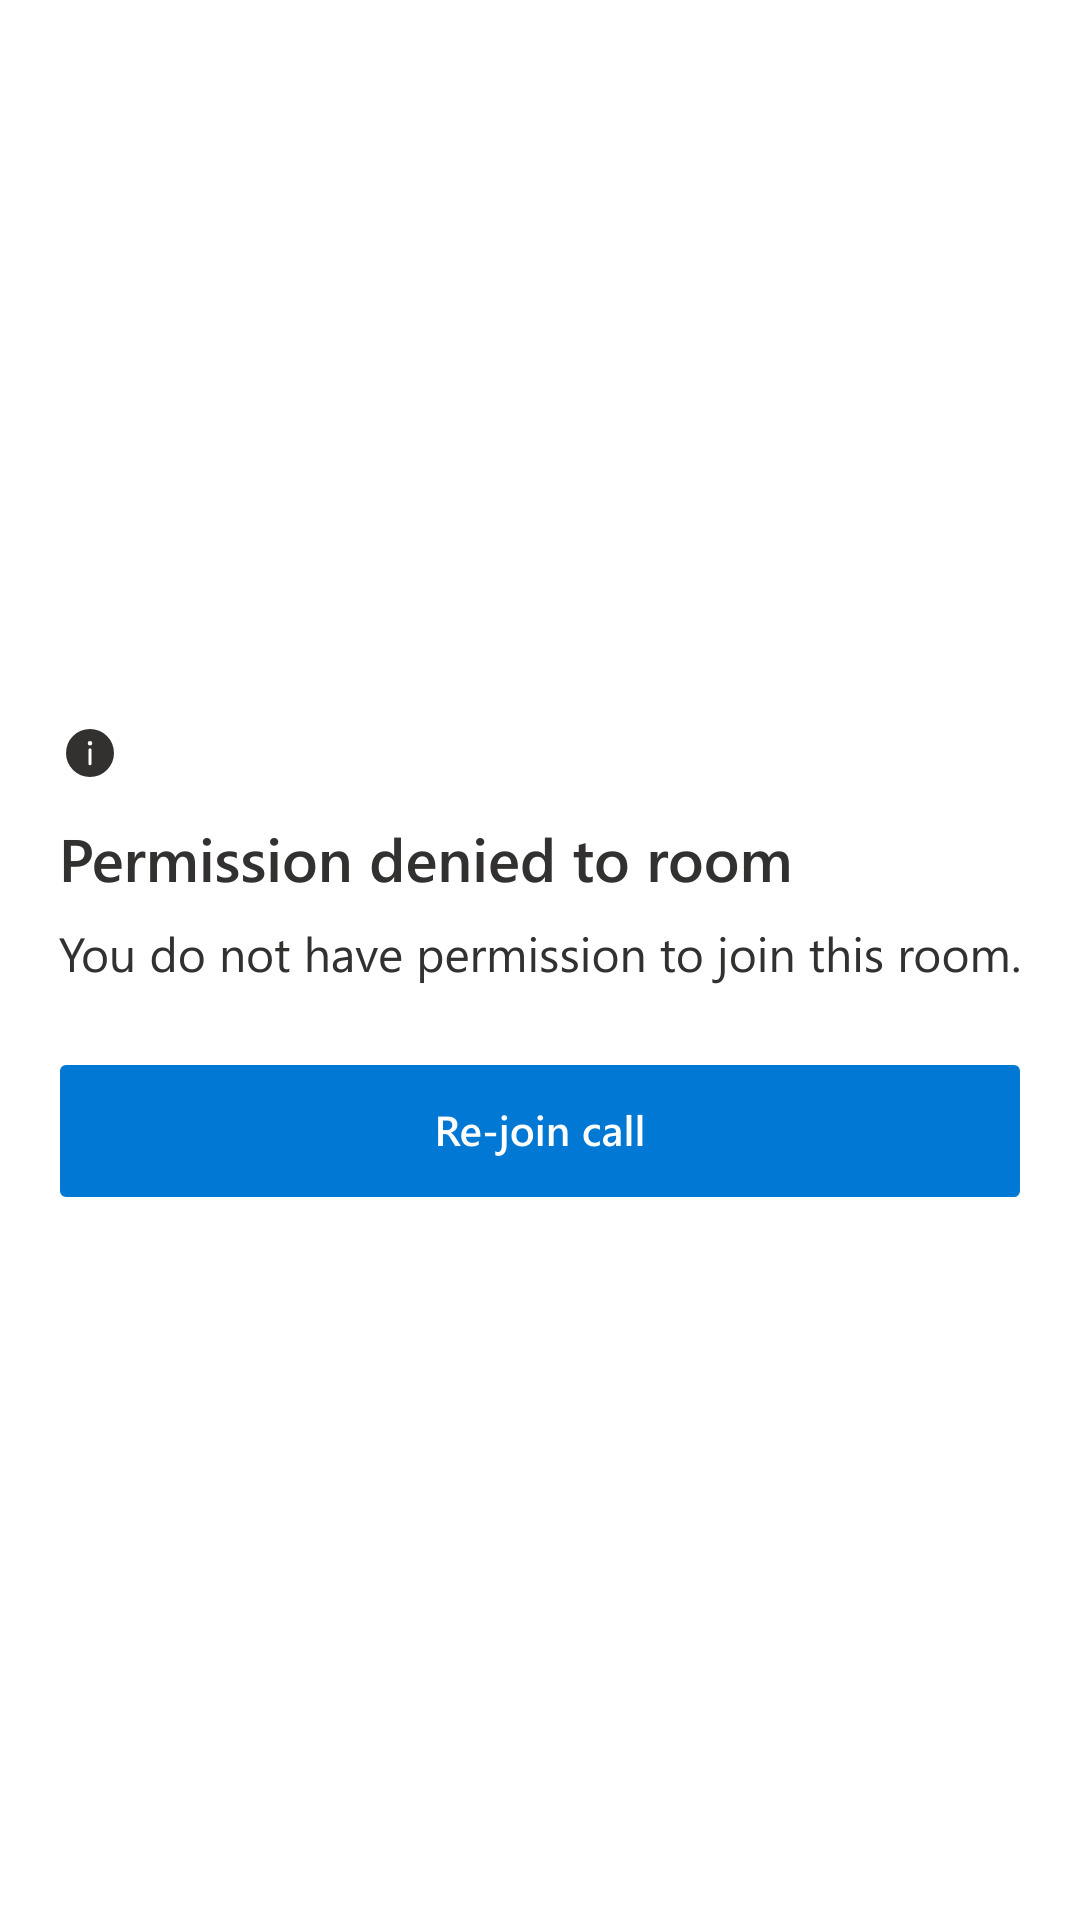 Permission denied to room
You do not have permission to join this room.
Re-join call